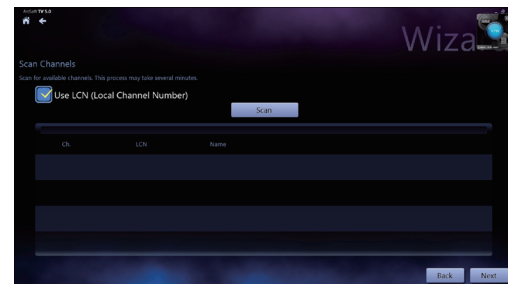 ArcSoft TV 5.0
Wiza
Scan Channels
Scan for available channels. This process may take several minutes.
Use LCN (Local Channel Number)
Scan
Ch. LCN Name
Back Next